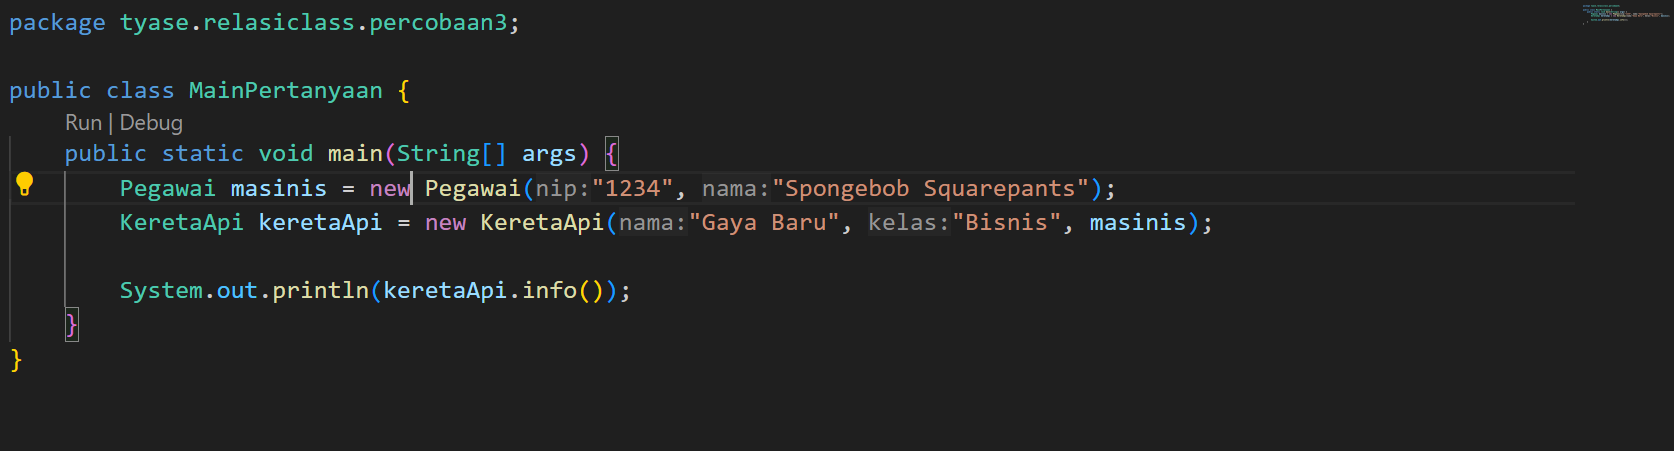 package tyase.relasiclass.percobaan3;
public class MainPertanyaan {
Run | Debug
public static void main(String[] args) {
Pegawai masinis = new Pegawai(nip:"1234", nama:"Spongebob Squarepants");
KeretaApi keretaApi = new KeretaApi(nama:"Gaya Baru", kelas:"Bisnis", masinis);
System.out.println(keretaApi.info());
}
}